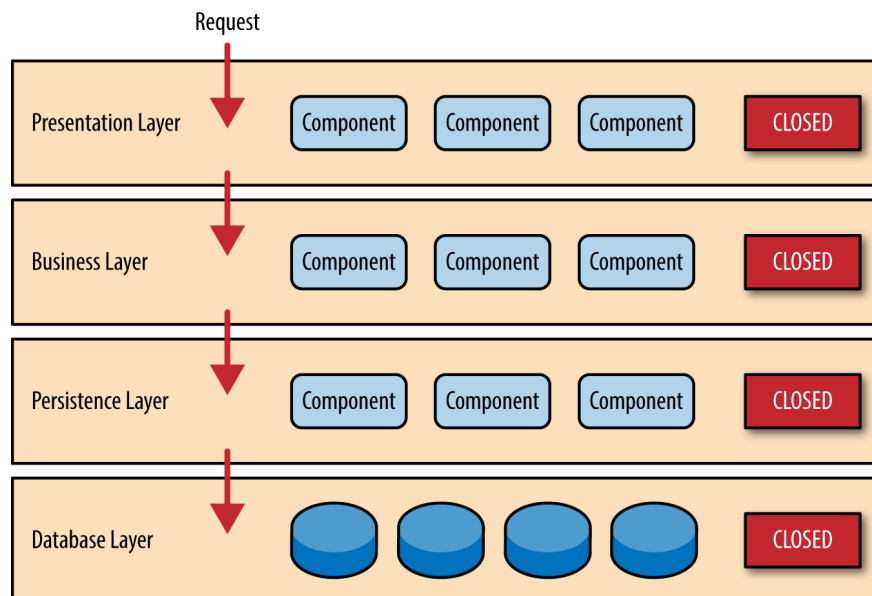 Request
Presentation Layer Component Component Component CLOSED
Business Layer Component Component Component CLOSED
Persistence Layer Component Component Component CLOSED
Database Layer CLOSED